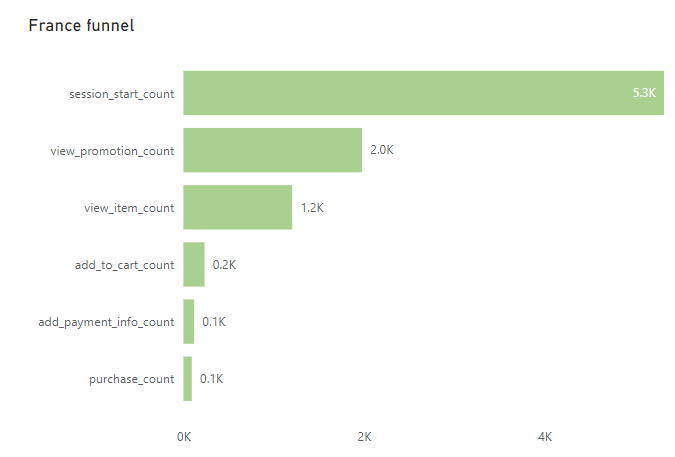 France funnel
session_start_count 5.3K
view_promotion_count 2.0K
view_item_count 1.2K
add_to_cart_count 0.2K
add_payment_info_count 0.1K
purchase_count 0.1K
0K 2K 4K